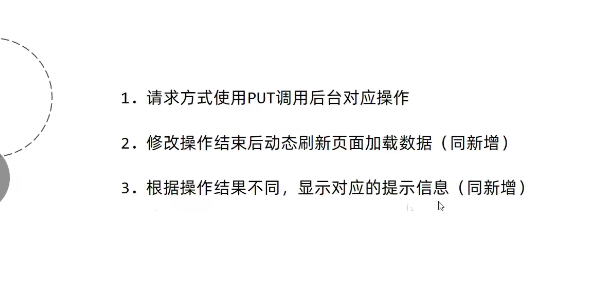 1. 请求方式使用PUT调用后台对应操作
2. 修改操作结束后动态刷新页面加载数据（同新增）
3. 根据操作结果不同，显示对应的提示信息（同新增）